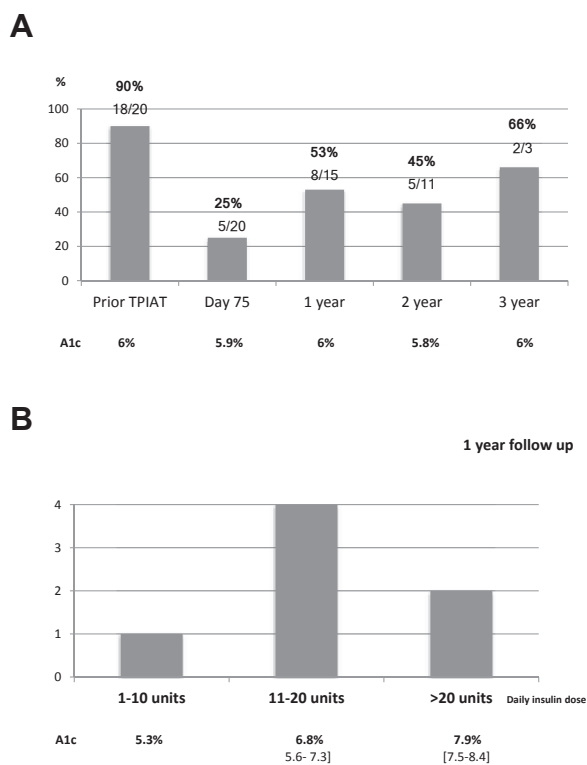 A
%
90%
18/20
25%
5/20
53%
8/15
45%
5/11
66%
2/3
100
80
60
40
20
0
Prior TPIAT Day 75 1 year 2 year 3 year
A1c 6% 5.9% 6% 5.8% 6%
B
1 year follow up
4
3
2
1
0
1-10 units 11-20 units >20 units Daily insulin dose
A1c 5.3% 6.8% 7.9%
5.6- 7.3] [7.5-8.4]